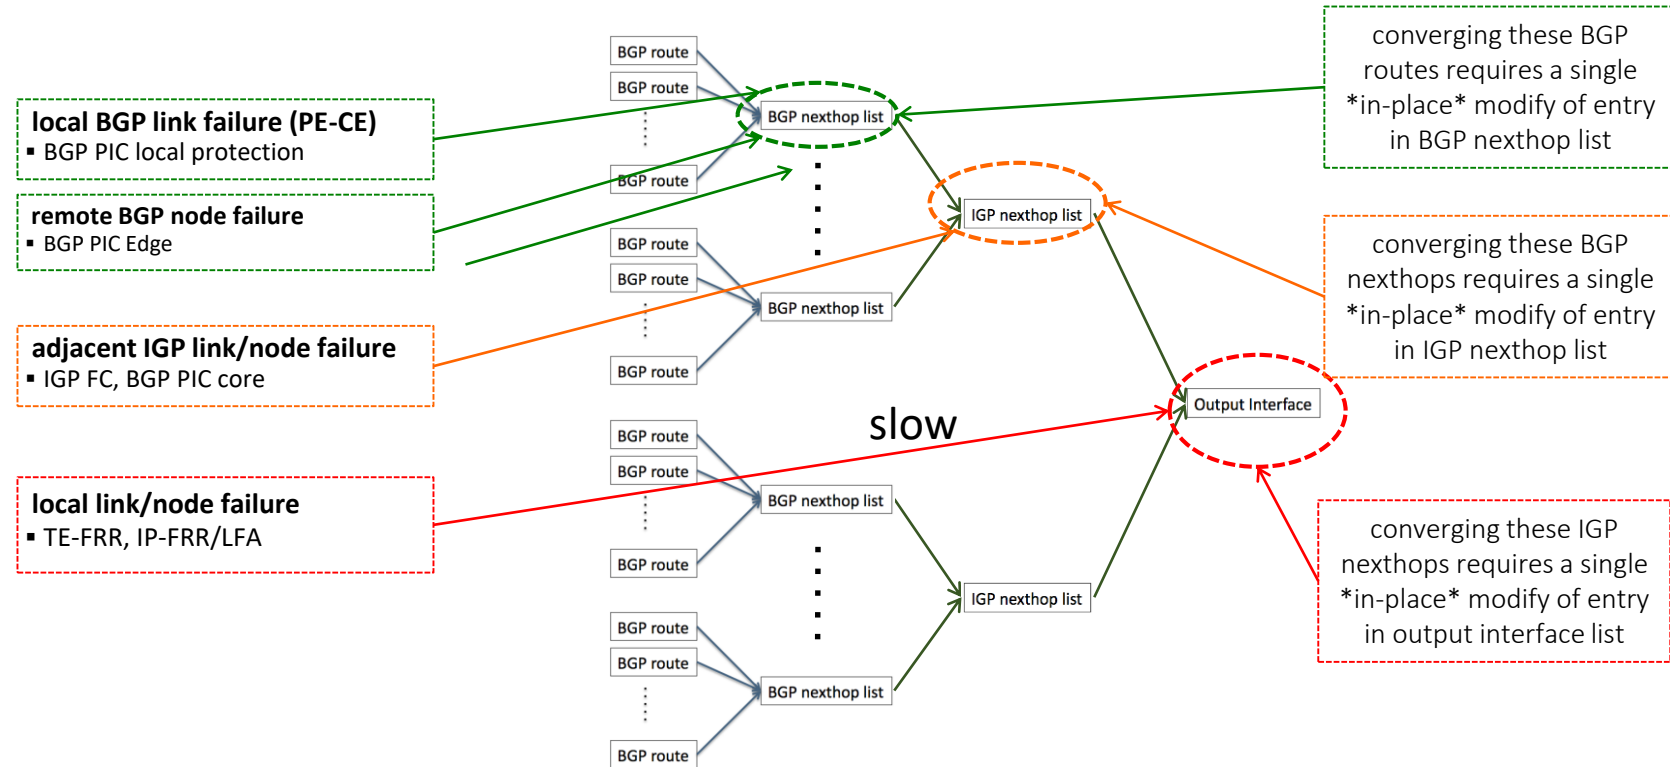 local BGP link failure (PE-CE)
▪ BGP PIC local protection
remote BGP node failure
▪ BGP PIC Edge
adjacent IGP link/node failure
▪ IGP FC, BGP PIC core
local link/node failure
▪ TE-FRR, IP-FRR/LFA
BGP route
BGP route
BGP route
BGP nexthop list
BGP route
BGP route
BGP route
BGP nexthop list
IGP nexthop list
slow
Output Interface
BGP route
BGP route
BGP route
BGP nexthop list
BGP route
BGP route
BGP route
BGP nexthop list
IGP nexthop list
converging these BGP
routes requires a single
*in-place* modify of entry
in BGP nexthop list
converging these BGP
nexthops requires a single
*in-place* modify of entry
in IGP nexthop list
converging these IGP
nexthops requires a single
*in-place* modify of entry
in output interface list